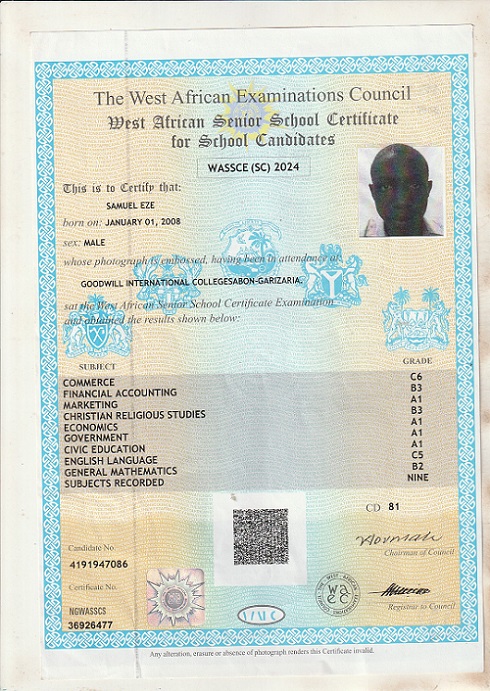 The West African Examinations Council
West African Senior School Certificate
for School Candidates
WASSCE (SC) 2024
This is to Certify that:
SAMUEL EZE
born on: JANUARY 01, 2008
sex: MALE
whose photograph is embossed, having been in attendance at:
GOODWILL INTERNATIONAL COLLEGESABON-GARIZARIA.
sat the West African Senior School Certificate Examination
and obtained the results shown below:
SUBJECT GRADE
COMMERCE C6
FINANCIAL ACCOUNTING B3
MARKETING A1
CHRISTIAN RELIGIOUS STUDIES B3
ECONOMICS A1
GOVERNMENT A1
CIVIC EDUCATION A1
ENGLISH LANGUAGE C5
GENERAL MATHEMATICS B2
SUBJECTS RECORDED NINE
CD 81
Chairman of Council
Candidate No.
4191947086
Certificate No.
NGWASSCS
36926477
waec
Registrar to Council
Any alteration, erasure or absence of photograph renders this Certificate invalid.